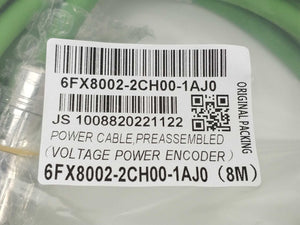 6FX8002-2CH00-1AJ0
JS 1008820221122
ORIGINAL PACKING
POWER CABLE,PREASSEMBLED
(VOLTAGE POWER ENCODER)
6FX8002-2CH00-1AJ0 (8M)